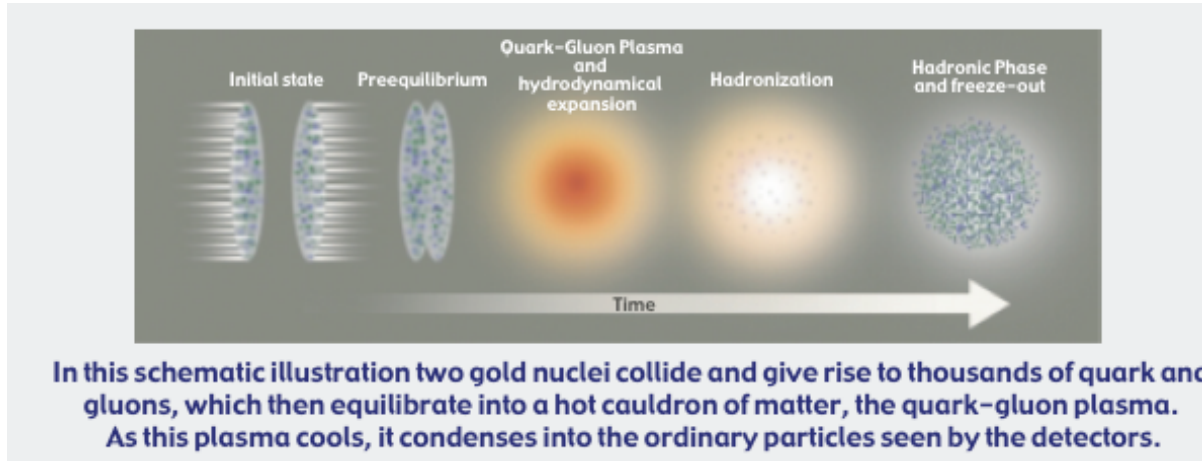 Initial state
Preequilibrium
Quark-Gluon Plasma
and
hydrodynamical
expansion
Hadronization
Hadronic Phase
and freeze-out
Time
In this schematic illustration two gold nuclei collide and give rise to thousands of quark and
gluons, which then equilibrate into a hot cauldron of matter, the quark-gluon plasma.
As this plasma cools, it condenses into the ordinary particles seen by the detectors.